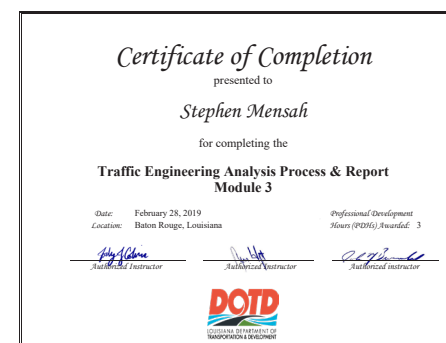 Certificate of Completion
presented to
Stephen Mensah
for completing the
Traffic Engineering Analysis Process & Report
Module 3
Date: February 28, 2019
Location: Baton Rouge, Louisiana
Professional Development
Hours (PDHs) Awarded: 3
Authorized Instructor
Authorized Instructor
Authorized instructor
DOTD
LOUISIANA DEPARTMENT OF
TRANSPORTATION & DEVELOPMENT